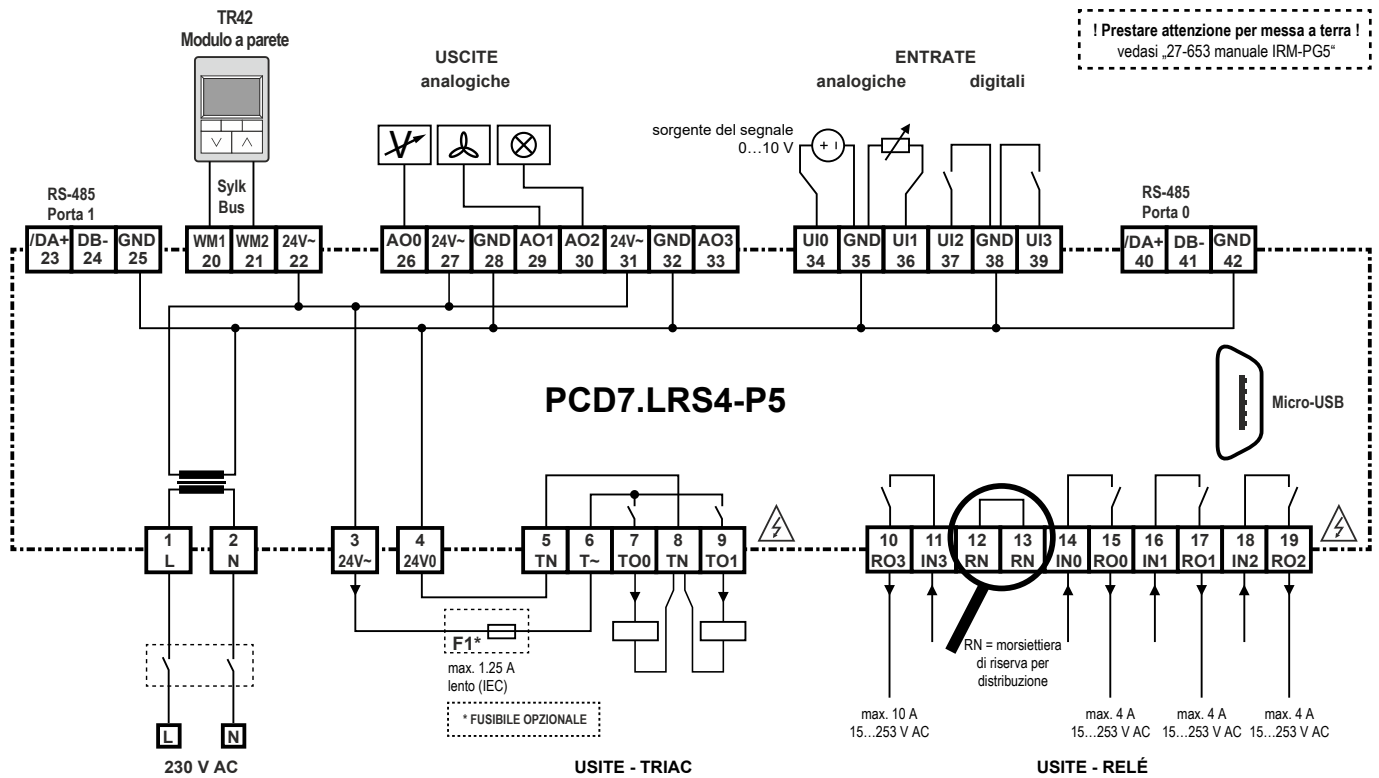 TR42
Modulo a parete
! Prestare attenzione per messa a terra !
vedasi „27-653 manuale IRM-PG5“
USCITE
analogiche
ENTRATE
analogiche digitali
sorgente del segnale
0…10 V
+ I
RS-485
Porta 1
Sylk
Bus
RS-485
Porta 0
/DA+ DB- GND
23 24 25
WM1 WM2 24V~
20 21 22
AO0 24V~ GND AO1 AO2 24V~ GND AO3
26 27 28 29 30 31 32 33
UI0 GND UI1 UI2 GND UI3
34 35 36 37 38 39
/DA+ DB- GND
40 41 42
PCD7.LRS4-P5
Micro-USB
1 2 3 4 5 6 7 8 9
L N 24V~ 24V0 TN T~ TO0 TN TO1
10 11 12 13 14 15 16 17 18 19
RO3 IN3 RN RN IN0 RO0 IN1 RO1 IN2 RO2
F1*
max. 1.25 A
lento (IEC)
* FUSIBILE OPZIONALE
RN = morsiettiera
di riserva per
distribuzione
max. 10 A
15…253 V AC
max. 4 A
15…253 V AC
max. 4 A
15…253 V AC
max. 4 A
15…253 V AC
L N
230 V AC
USITE - TRIAC
USITE - RELÉ